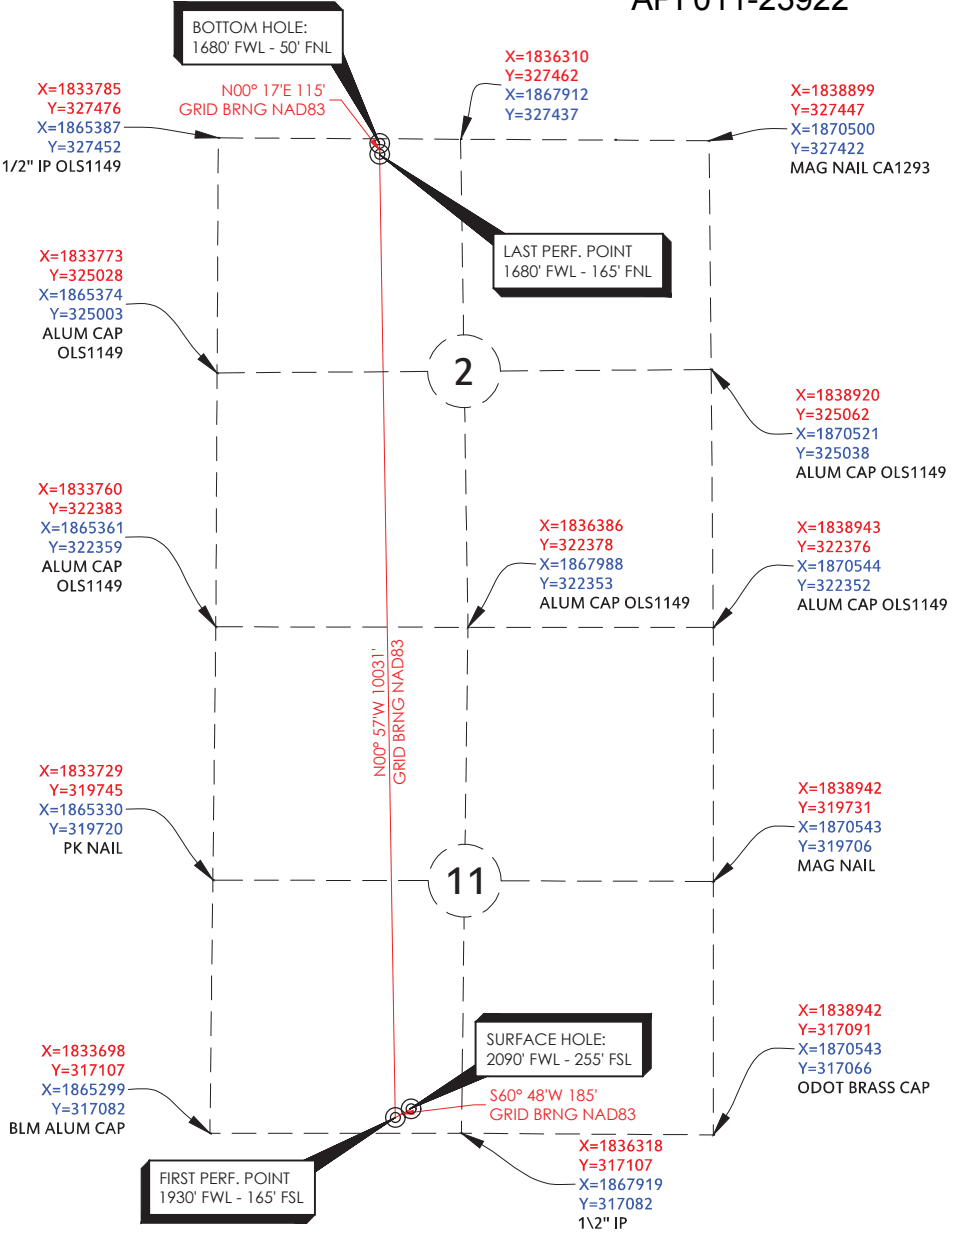 API 011-23922
BOTTOM HOLE:
1680' FWL - 50' FNL
X=1836310
Y=327462
X=1867912
Y=327437
X=1833785
Y=327476
X=1865387
Y=327452
1/2" IP OLS1149
N00° 17'E 115'
GRID BRNG NAD83
X=1838899
Y=327447
X=1870500
Y=327422
MAG NAIL CA1293
LAST PERF. POINT
1680' FWL - 165' FNL
X=1833773
Y=325028
X=1865374
Y=325003
ALUM CAP
OLS1149
2
X=1838920
Y=325062
X=1870521
Y=325038
ALUM CAP OLS1149
X=1833760
Y=322383
X=1865361
Y=322359
ALUM CAP
OLS1149
X=1836386
Y=322378
X=1867988
Y=322353
ALUM CAP OLS1149
X=1838943
Y=322376
X=1870544
Y=322352
ALUM CAP OLS1149
N00° 57'W 10031'
GRID BRNG NAD83
X=1833729
Y=319745
X=1865330
Y=319720
PK NAIL
X=1838942
Y=319731
X=1870543
Y=319706
MAG NAIL
11
X=1838942
Y=317091
X=1870543
Y=317066
ODOT BRASS CAP
SURFACE HOLE:
2090' FWL - 255' FSL
X=1833698
Y=317107
X=1865299
Y=317082
BLM ALUM CAP
S60° 48'W 185'
GRID BRNG NAD83
FIRST PERF. POINT
1930' FWL - 165' FSL
X=1836318
Y=317107
X=1867919
Y=317082
1\2" IP